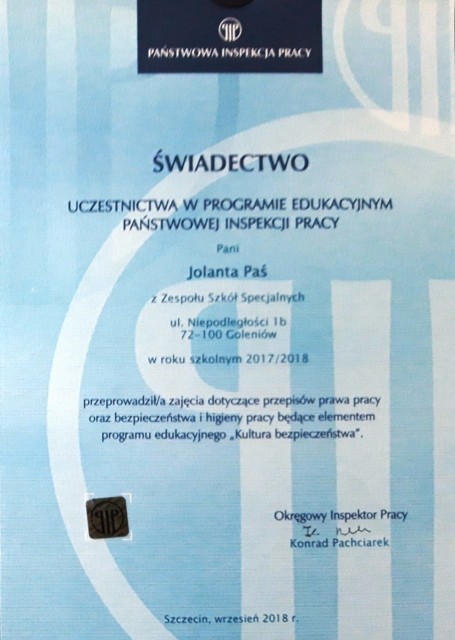 PIP
PAŃSTWOWA INSPEKCJA PRACY
ŚWIADECTWO
UCZESTNICTWA W PROGRAMIE EDUKACYJNYM
PAŃSTWOWEJ INSPEKCJI PRACY
Pani
Jolanta Paś
z Zespołu Szkół Specjalnych
ul. Niepodległości 1b
72-100 Goleniów
w roku szkolnym 2017/2018
przeprowadził/a zajęcia dotyczące przepisów prawa pracy
oraz bezpieczeństwa i higieny pracy będące elementem
programu edukacyjnego „Kultura bezpieczeństwa”.
PIP
Okręgowy Inspektor Pracy
Konrad Pachciarek
Szczecin, wrzesień 2018 r.